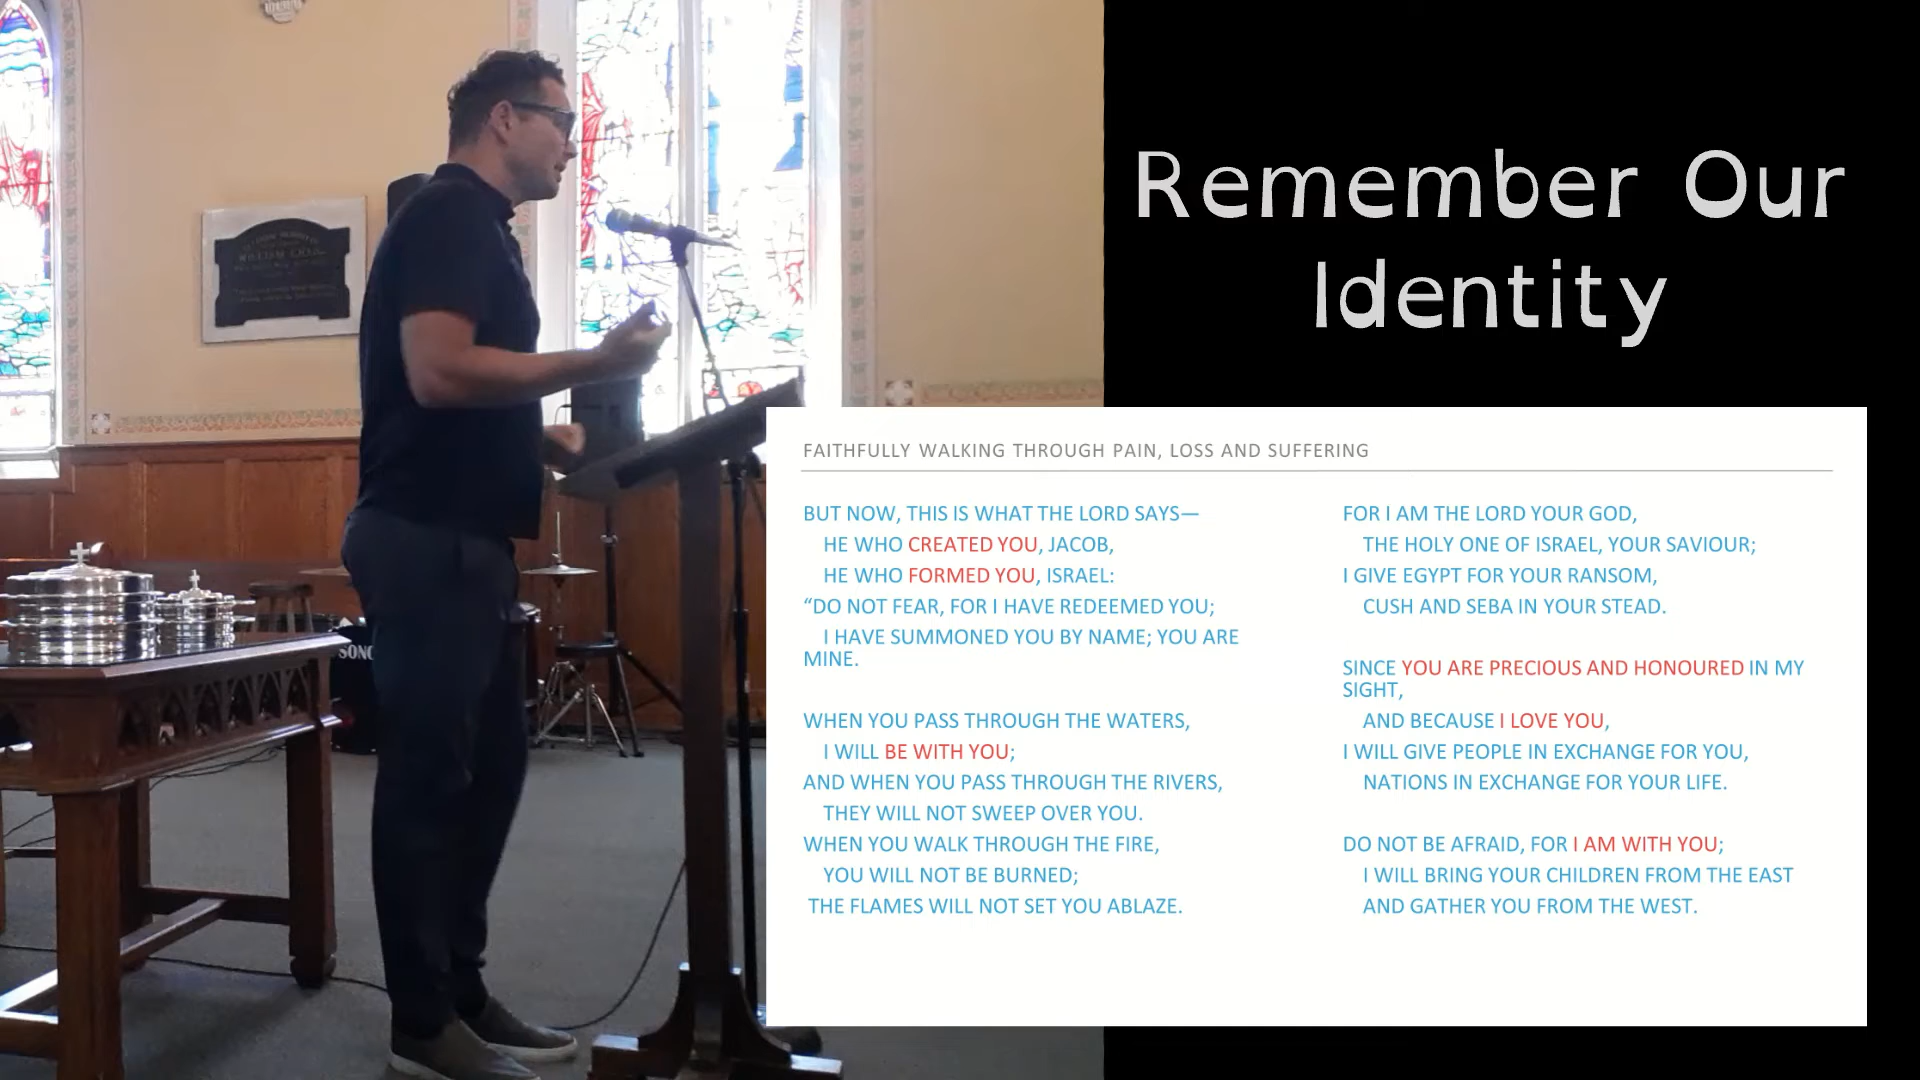 Remember Our
Identity
FAITHFULLY WALKING THROUGH PAIN, LOSS AND SUFFERING
BUT NOW, THIS IS WHAT THE LORD SAYS—
HE WHO CREATED YOU, JACOB,
HE WHO FORMED YOU, ISRAEL:
“DO NOT FEAR, FOR I HAVE REDEEMED YOU;
I HAVE SUMMONED YOU BY NAME; YOU ARE
MINE.
WHEN YOU PASS THROUGH THE WATERS,
I WILL BE WITH YOU;
AND WHEN YOU PASS THROUGH THE RIVERS,
THEY WILL NOT SWEEP OVER YOU.
WHEN YOU WALK THROUGH THE FIRE,
YOU WILL NOT BE BURNED;
THE FLAMES WILL NOT SET YOU ABLAZE.
FOR I AM THE LORD YOUR GOD,
THE HOLY ONE OF ISRAEL, YOUR SAVIOUR;
I GIVE EGYPT FOR YOUR RANSOM,
CUSH AND SEBA IN YOUR STEAD.
SINCE YOU ARE PRECIOUS AND HONOURED IN MY
SIGHT,
AND BECAUSE I LOVE YOU,
I WILL GIVE PEOPLE IN EXCHANGE FOR YOU,
NATIONS IN EXCHANGE FOR YOUR LIFE.
DO NOT BE AFRAID, FOR I AM WITH YOU;
I WILL BRING YOUR CHILDREN FROM THE EAST
AND GATHER YOU FROM THE WEST.